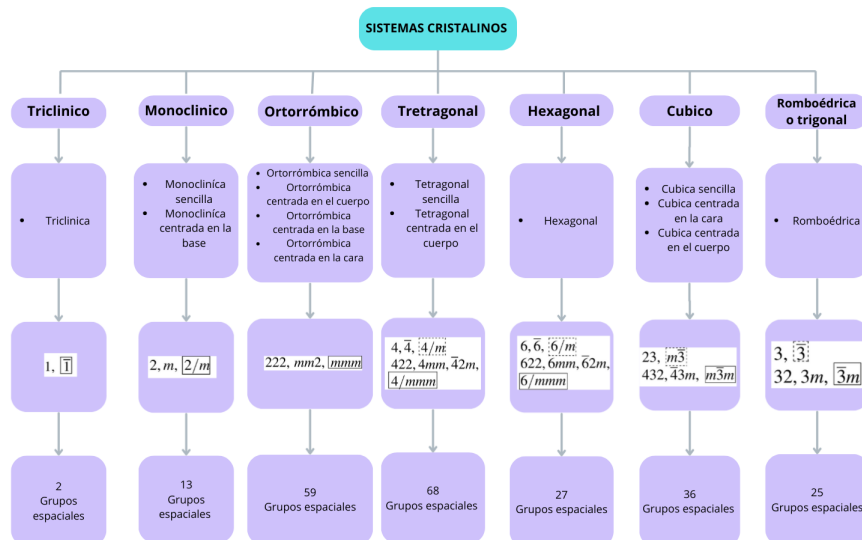 SISTEMAS CRISTALINOS
Triclinico
Monoclinico
Ortorrómbico
Tretragonal
Hexagonal
Cubico
Romboédrica
o trigonal
• Triclinica
• Monocliníca
sencilla
• Monocliníca
centrada en la
base
• Ortorrómbica sencilla
• Ortorrómbica
centrada en el cuerpo
• Ortorrómbica
centrada en la base
• Ortorrómbica
centrada en la cara
• Tetragonal
sencilla
• Tetragonal
centrada en el
cuerpo
• Hexagonal
• Cubica sencilla
• Cubica centrada
en la cara
• Cubica centrada
en el cuerpo
• Romboédrica
1, 1̅
2, m, 2/m
222, mm2, mmm
4, 4̅, 4/m
422, 4mm, 4̅2m,
4/mmm
6, 6̅, 6/m
622, 6mm, 6̅2m,
6/mmm
23, m3̅
432, 4̅3m, m3̅m
3, 3̅
32, 3m, 3̅m
2
Grupos
espaciales
13
Grupos
espaciales
59
Grupos espaciales
68
Grupos espaciales
27
Grupos espaciales
36
Grupos espaciales
25
Grupos espaciales